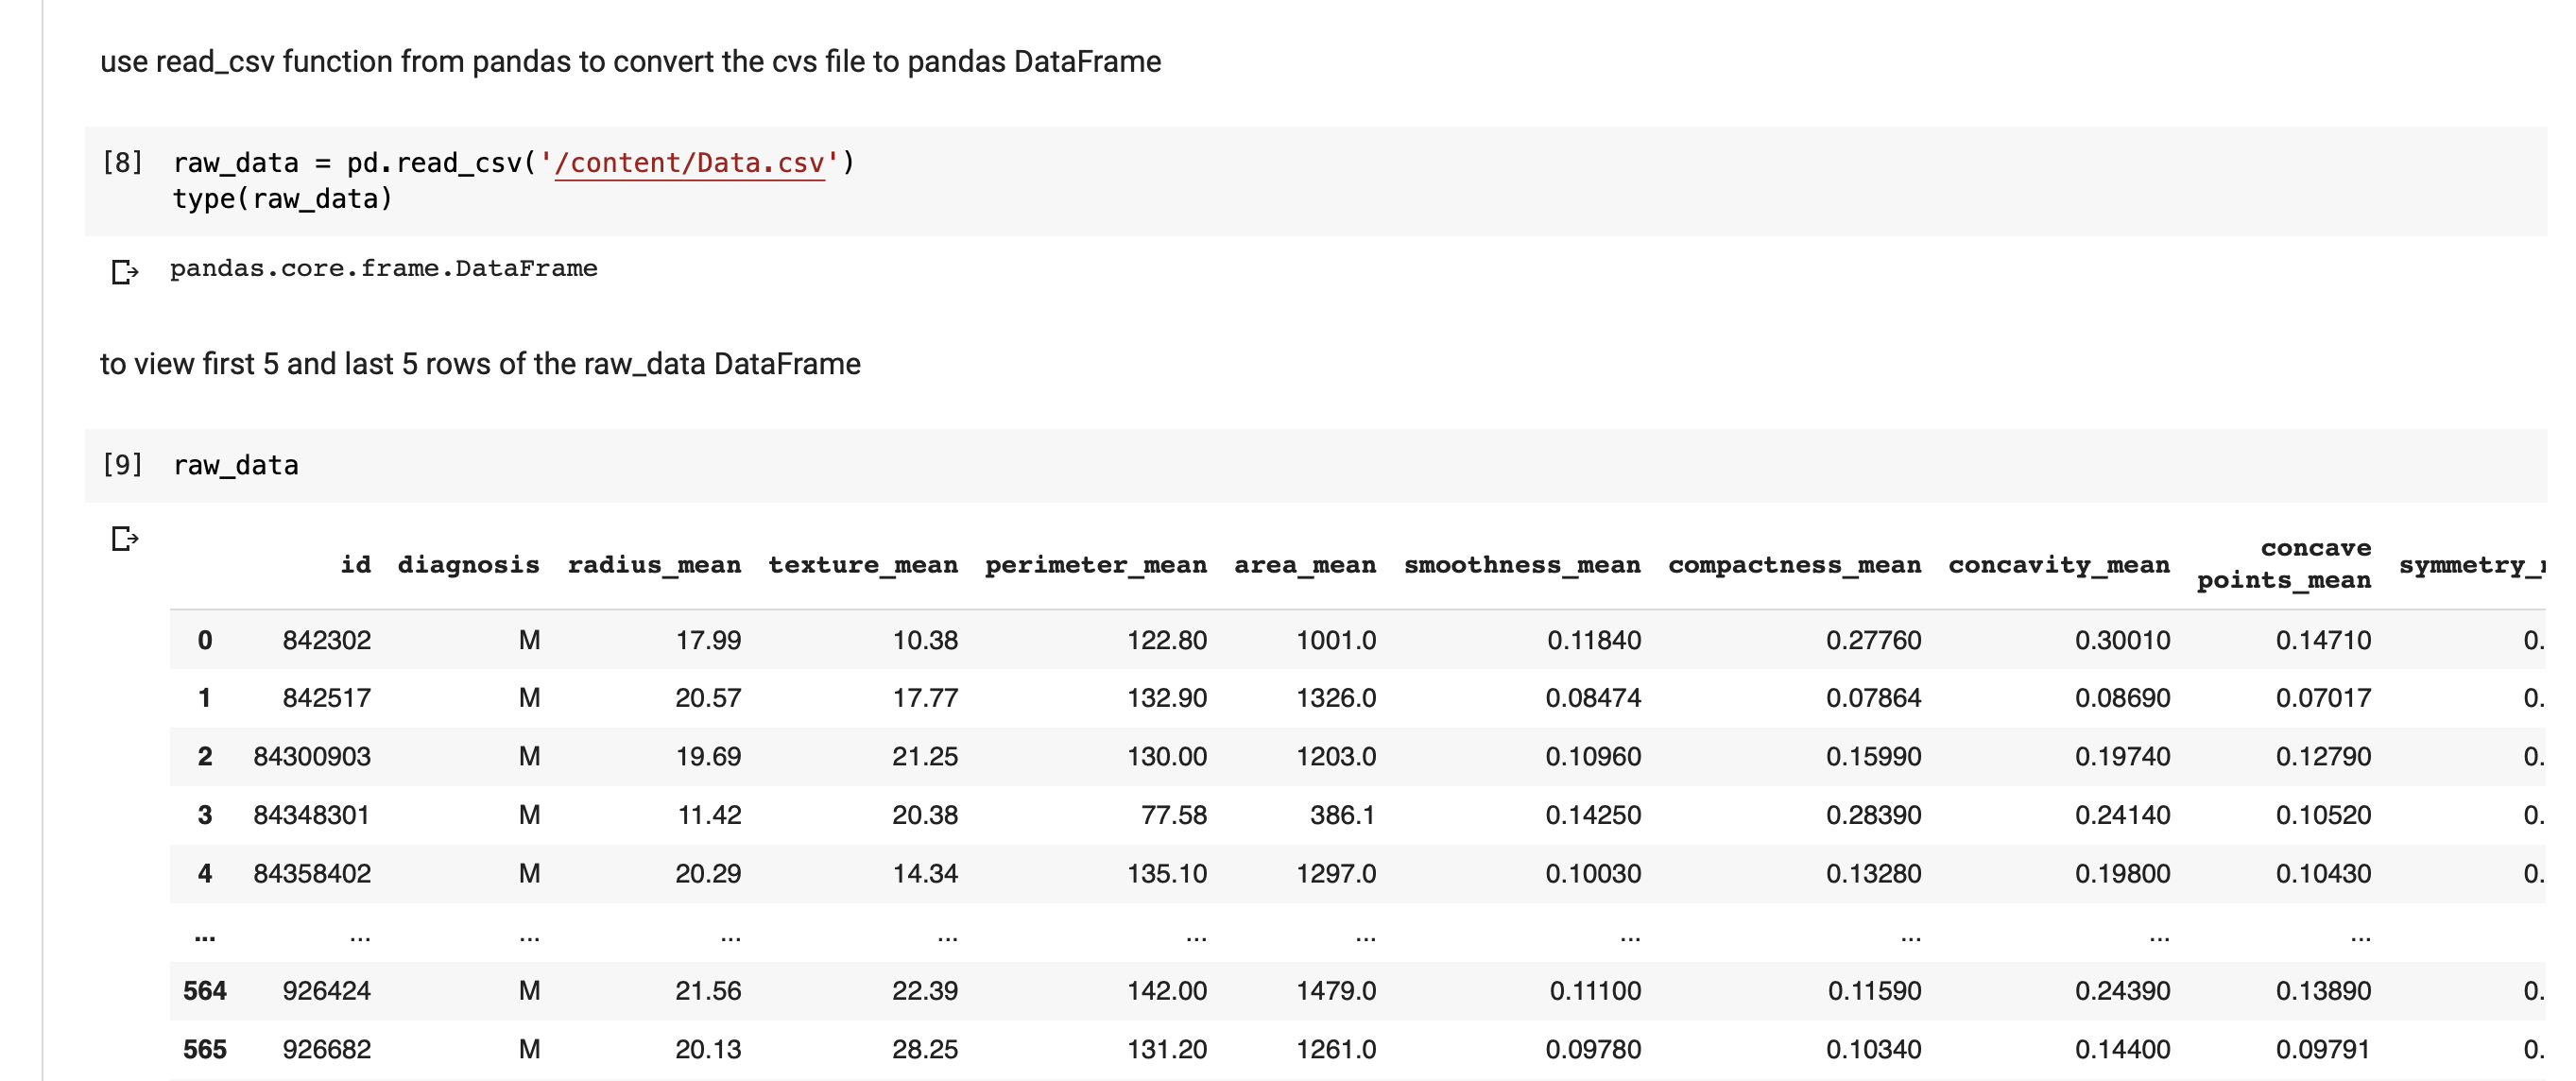 use read_csv function from pandas to convert the cvs file to pandas DataFrame
[8] raw_data = pd.read_csv('/content/Data.csv')
type(raw_data)
pandas.core.frame.DataFrame
to view first 5 and last 5 rows of the raw_data DataFrame
[9] raw_data
id diagnosis radius_mean texture_mean perimeter_mean area_mean smoothness_mean compactness_mean concavity_mean concave points_mean symmetry_
0 842302 M 17.99 10.38 122.80 1001.0 0.11840 0.27760 0.30010 0.14710 0.
1 842517 M 20.57 17.77 132.90 1326.0 0.08474 0.07864 0.08690 0.07017 0.
2 84300903 M 19.69 21.25 130.00 1203.0 0.10960 0.15990 0.19740 0.12790 0.
3 84348301 M 11.42 20.38 77.58 386.1 0.14250 0.28390 0.24140 0.10520 0.
4 84358402 M 20.29 14.34 135.10 1297.0 0.10030 0.13280 0.19800 0.10430 0.
... ... ... ... ... ... ... ... ... ... ...
564 926424 M 21.56 22.39 142.00 1479.0 0.11100 0.11590 0.24390 0.13890 0.
565 926682 M 20.13 28.25 131.20 1261.0 0.09780 0.10340 0.14400 0.09791 0.